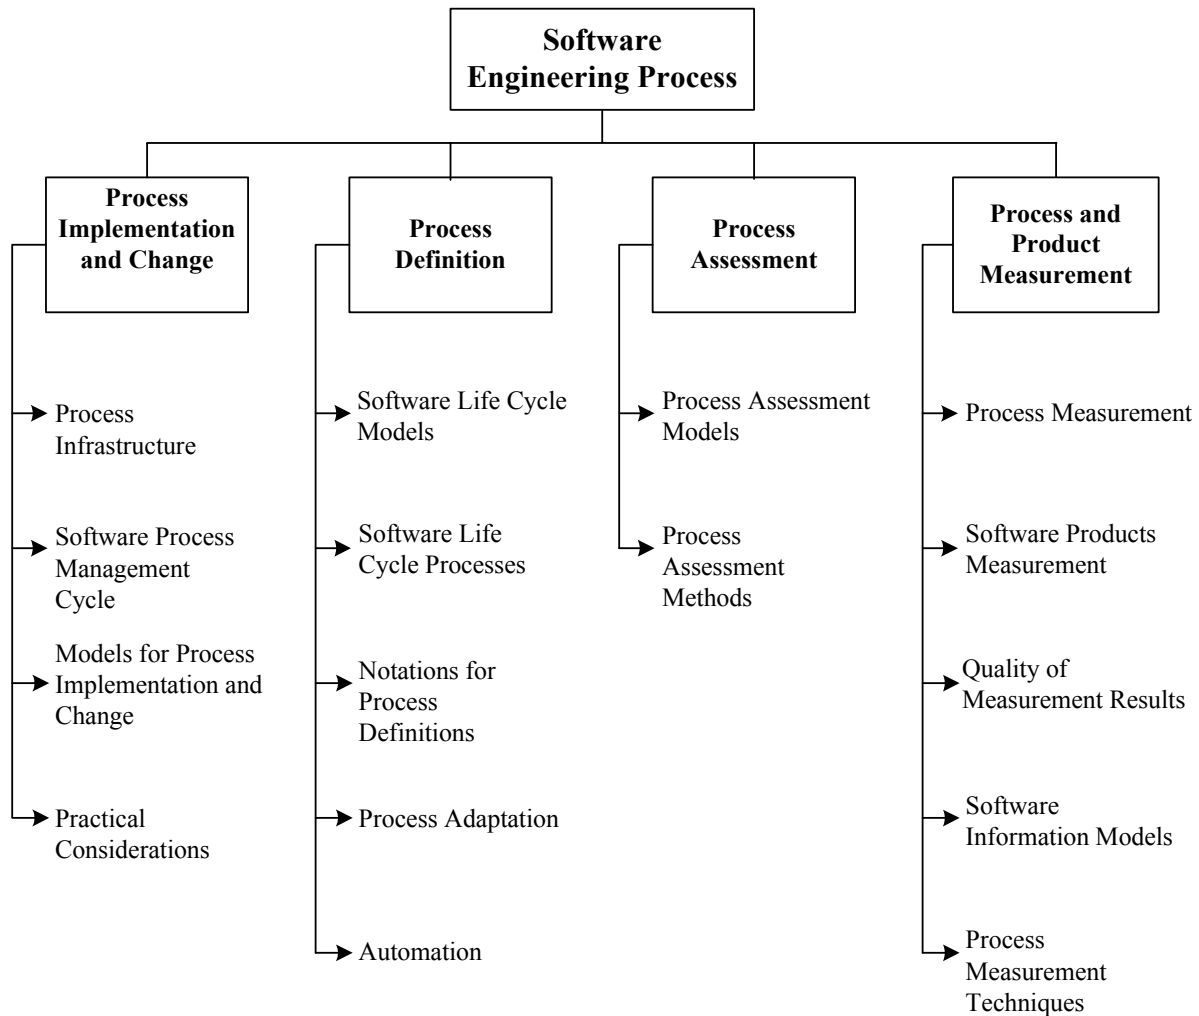 Software
Engineering Process
Process
Implementation
and Change
Process
Infrastructure
Software Process
Management
Cycle
Models for Process
Implementation and
Change
Practical
Considerations
Process
Definition
Software Life Cycle
Models
Software Life
Cycle Processes
Notations for
Process
Definitions
Process Adaptation
Automation
Process
Assessment
Process Assessment
Models
Process
Assessment
Methods
Process and
Product
Measurement
Process Measurement
Software Products
Measurement
Quality of
Measurement Results
Software
Information Models
Process
Measurement
Techniques